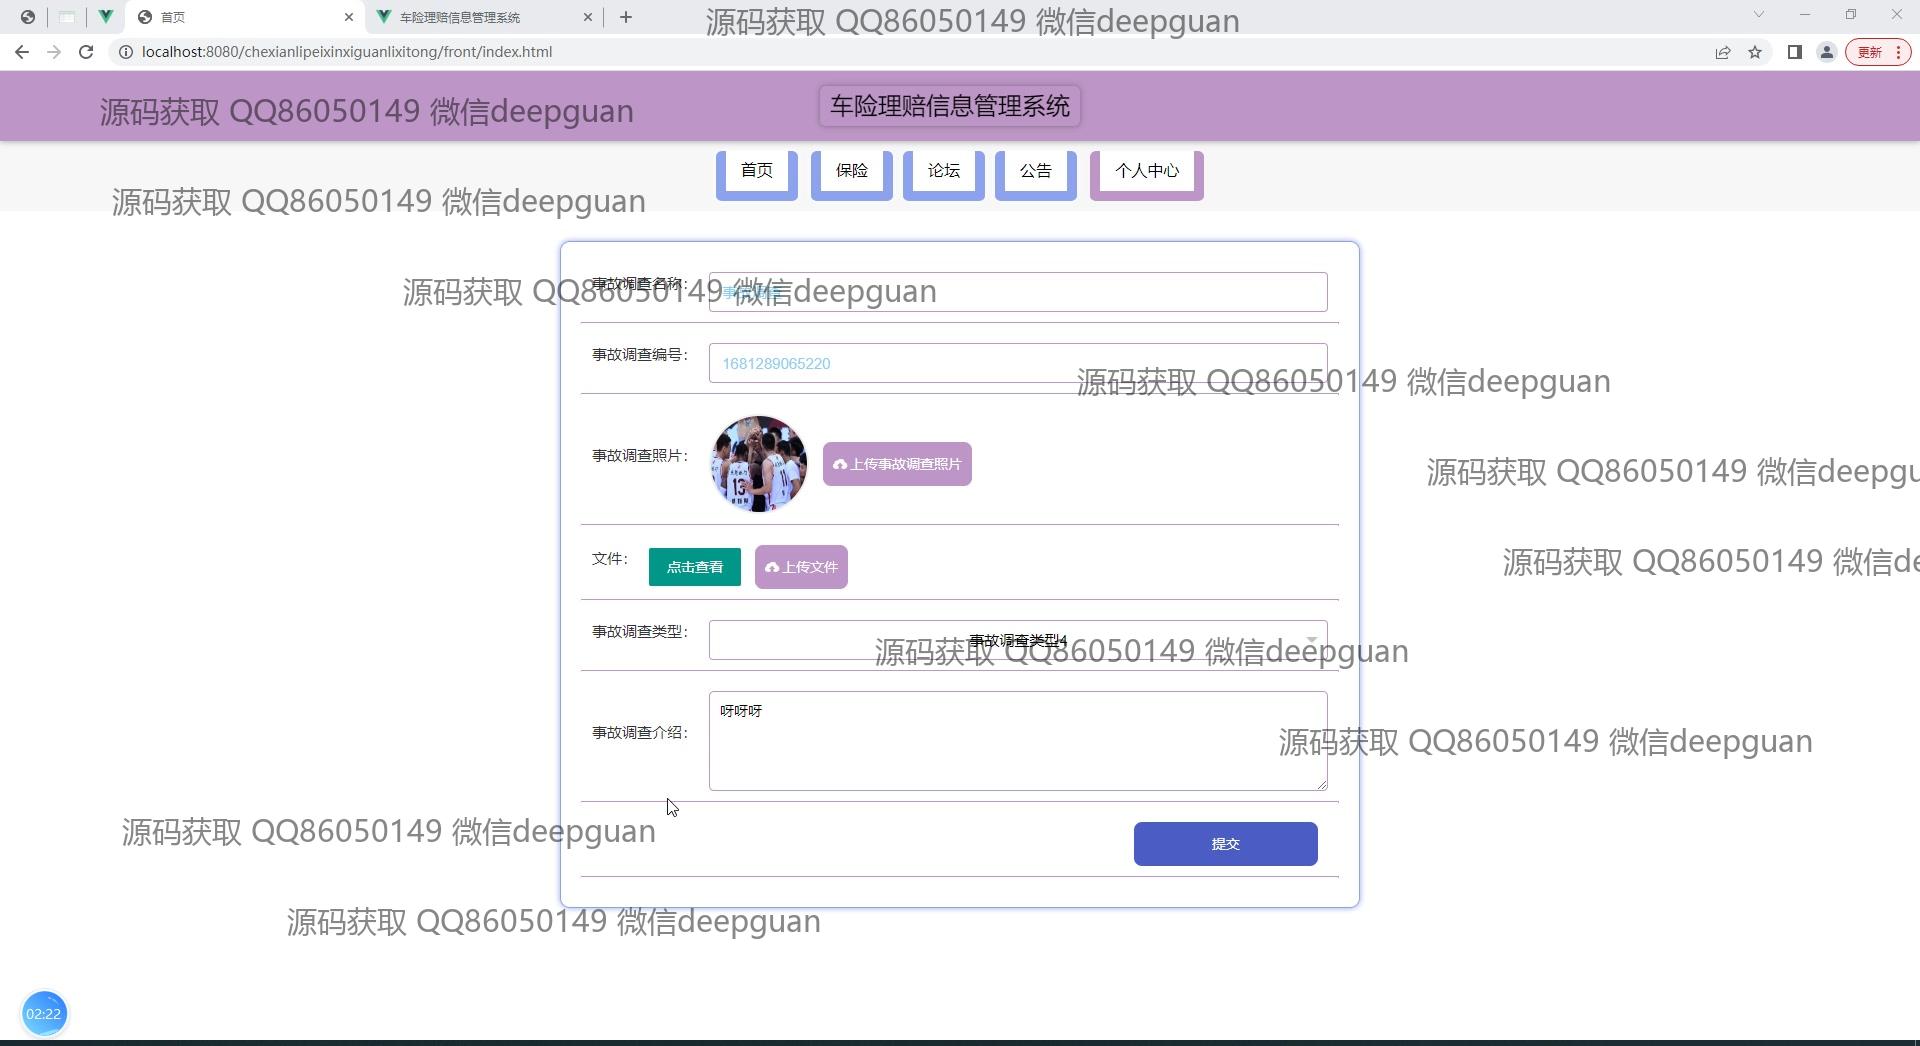 首页
车险理赔信息管理系统
源码获取 QQ86050149 微信deepguan
localhost:8080/chexianlipeixinxiguanlixitong/front/index.html
更新
源码获取 QQ86050149 微信deepguan
车险理赔信息管理系统
首页
保险
论坛
公告
个人中心
源码获取 QQ86050149 微信deepguan
事故调查名称：
事故调查
源码获取 QQ86050149 微信deepguan
事故调查编号：
1681289065220
源码获取 QQ86050149 微信deepguan
事故调查照片：
13
11
上传事故调查照片
源码获取 QQ86050149 微信deepgu
文件：
点击查看
上传文件
源码获取 QQ86050149 微信de
事故调查类型：
事故调查类型4
源码获取 QQ86050149 微信deepguan
事故调查介绍：
呀呀呀
源码获取 QQ86050149 微信deepguan
源码获取 QQ86050149 微信deepguan
提交
源码获取 QQ86050149 微信deepguan
02:22